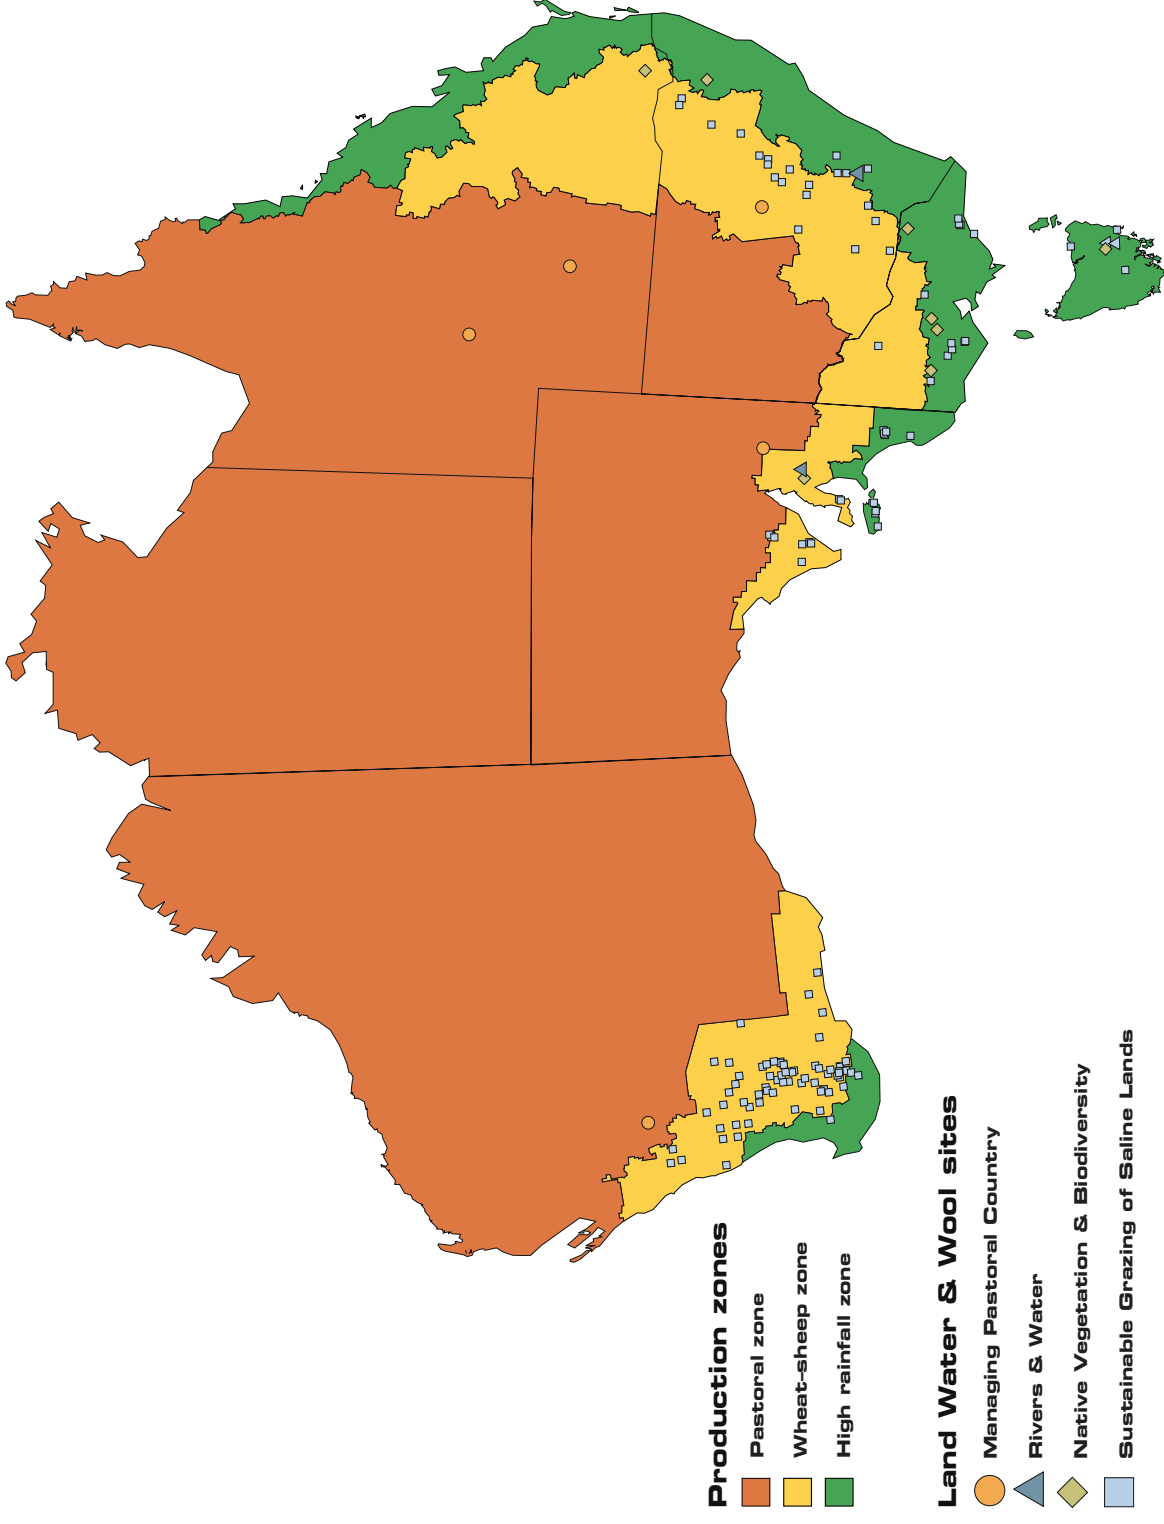 Production zones
Pastoral zone
Wheat–sheep zone
High rainfall zone
Land Water & Wool sites
Managing Pastoral Country
Rivers & Water
Native Vegetation & Biodiversity
Sustainable Grazing of Saline Lands